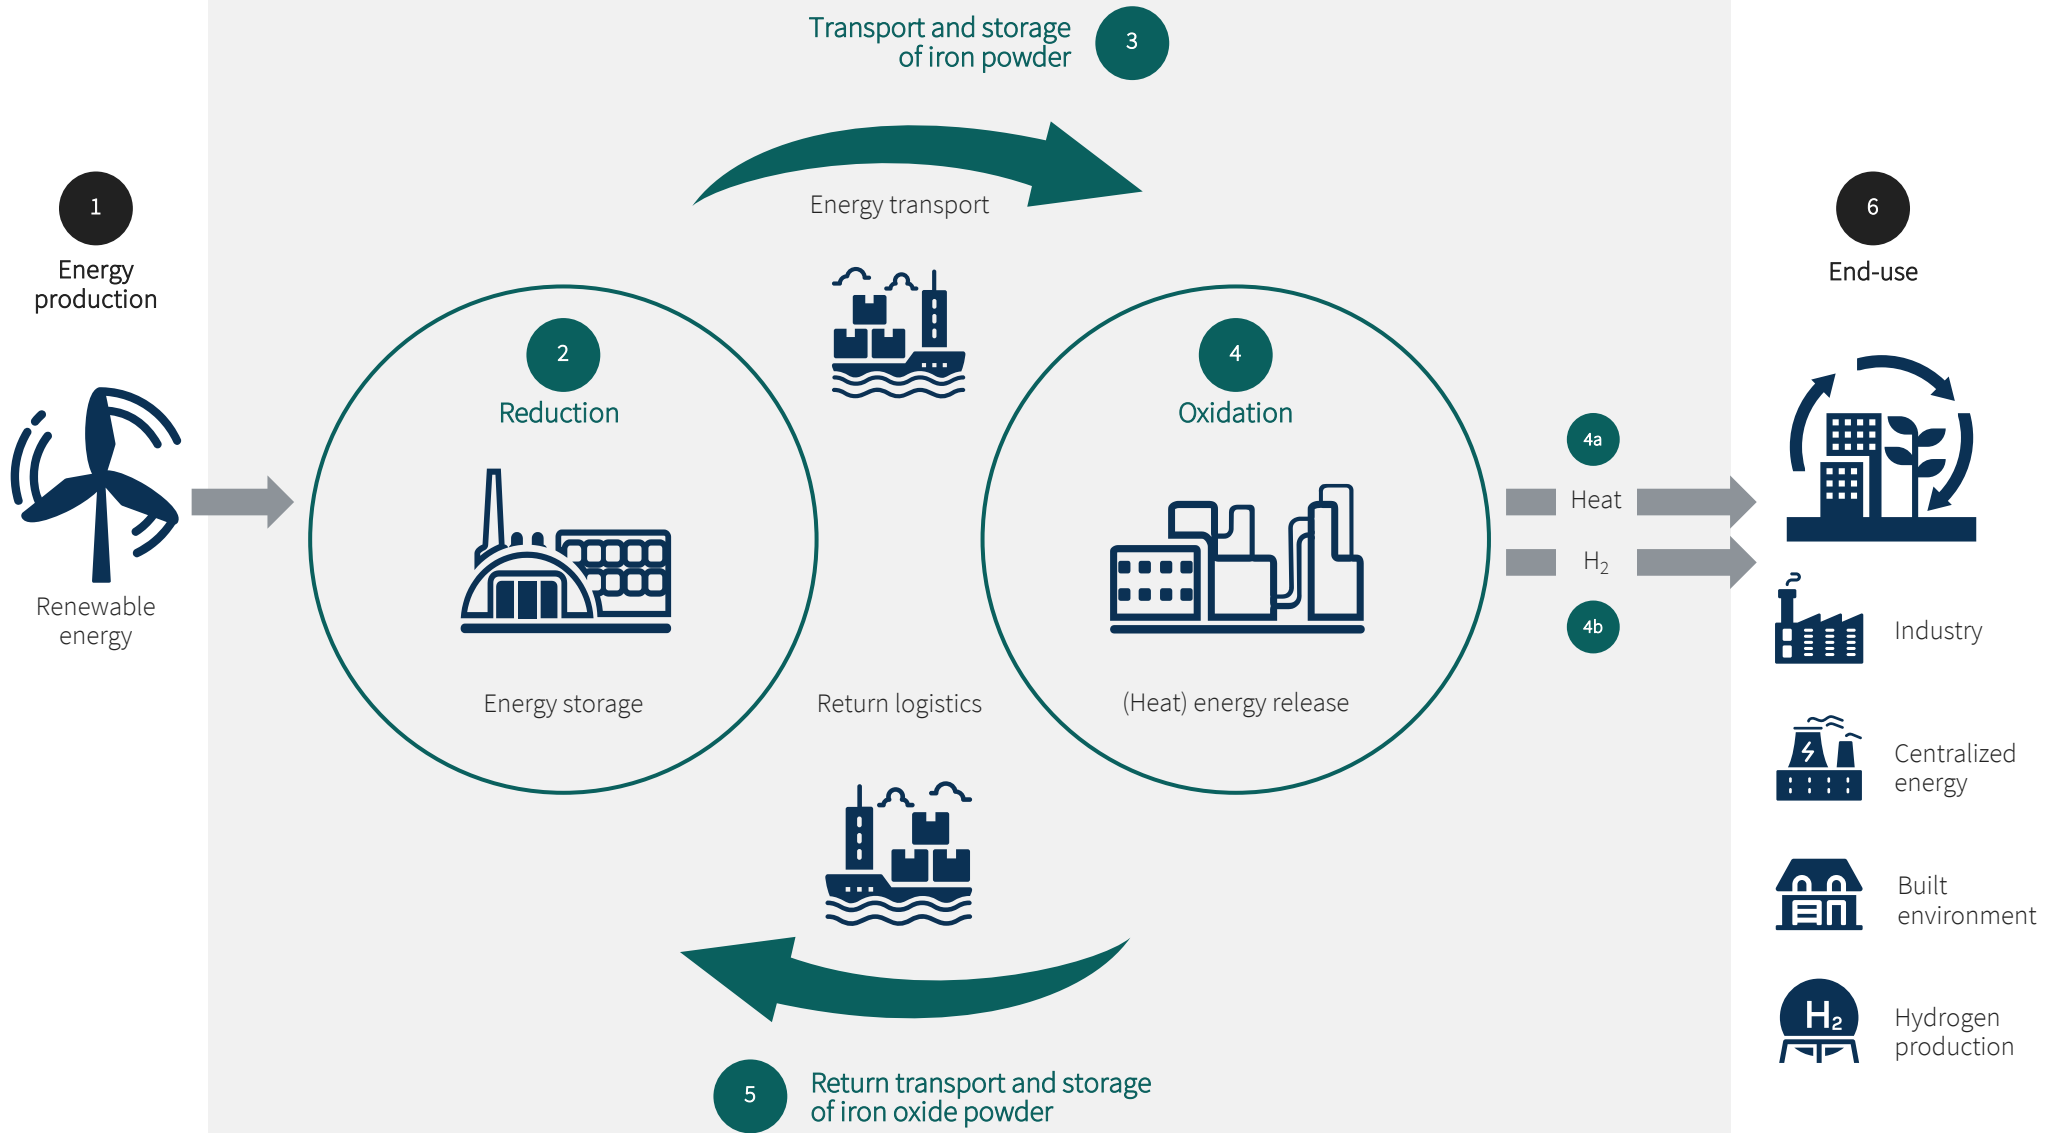 1
Energy
production
Renewable
energy
Transport and storage
of iron powder
3
Energy transport
2
Reduction
Energy storage
4
Oxidation
(Heat) energy release
Return logistics
5
Return transport and storage
of iron oxide powder
4a
Heat
H₂
4b
6
End-use
Industry
Centralized
energy
Built
environment
H₂
Hydrogen
production